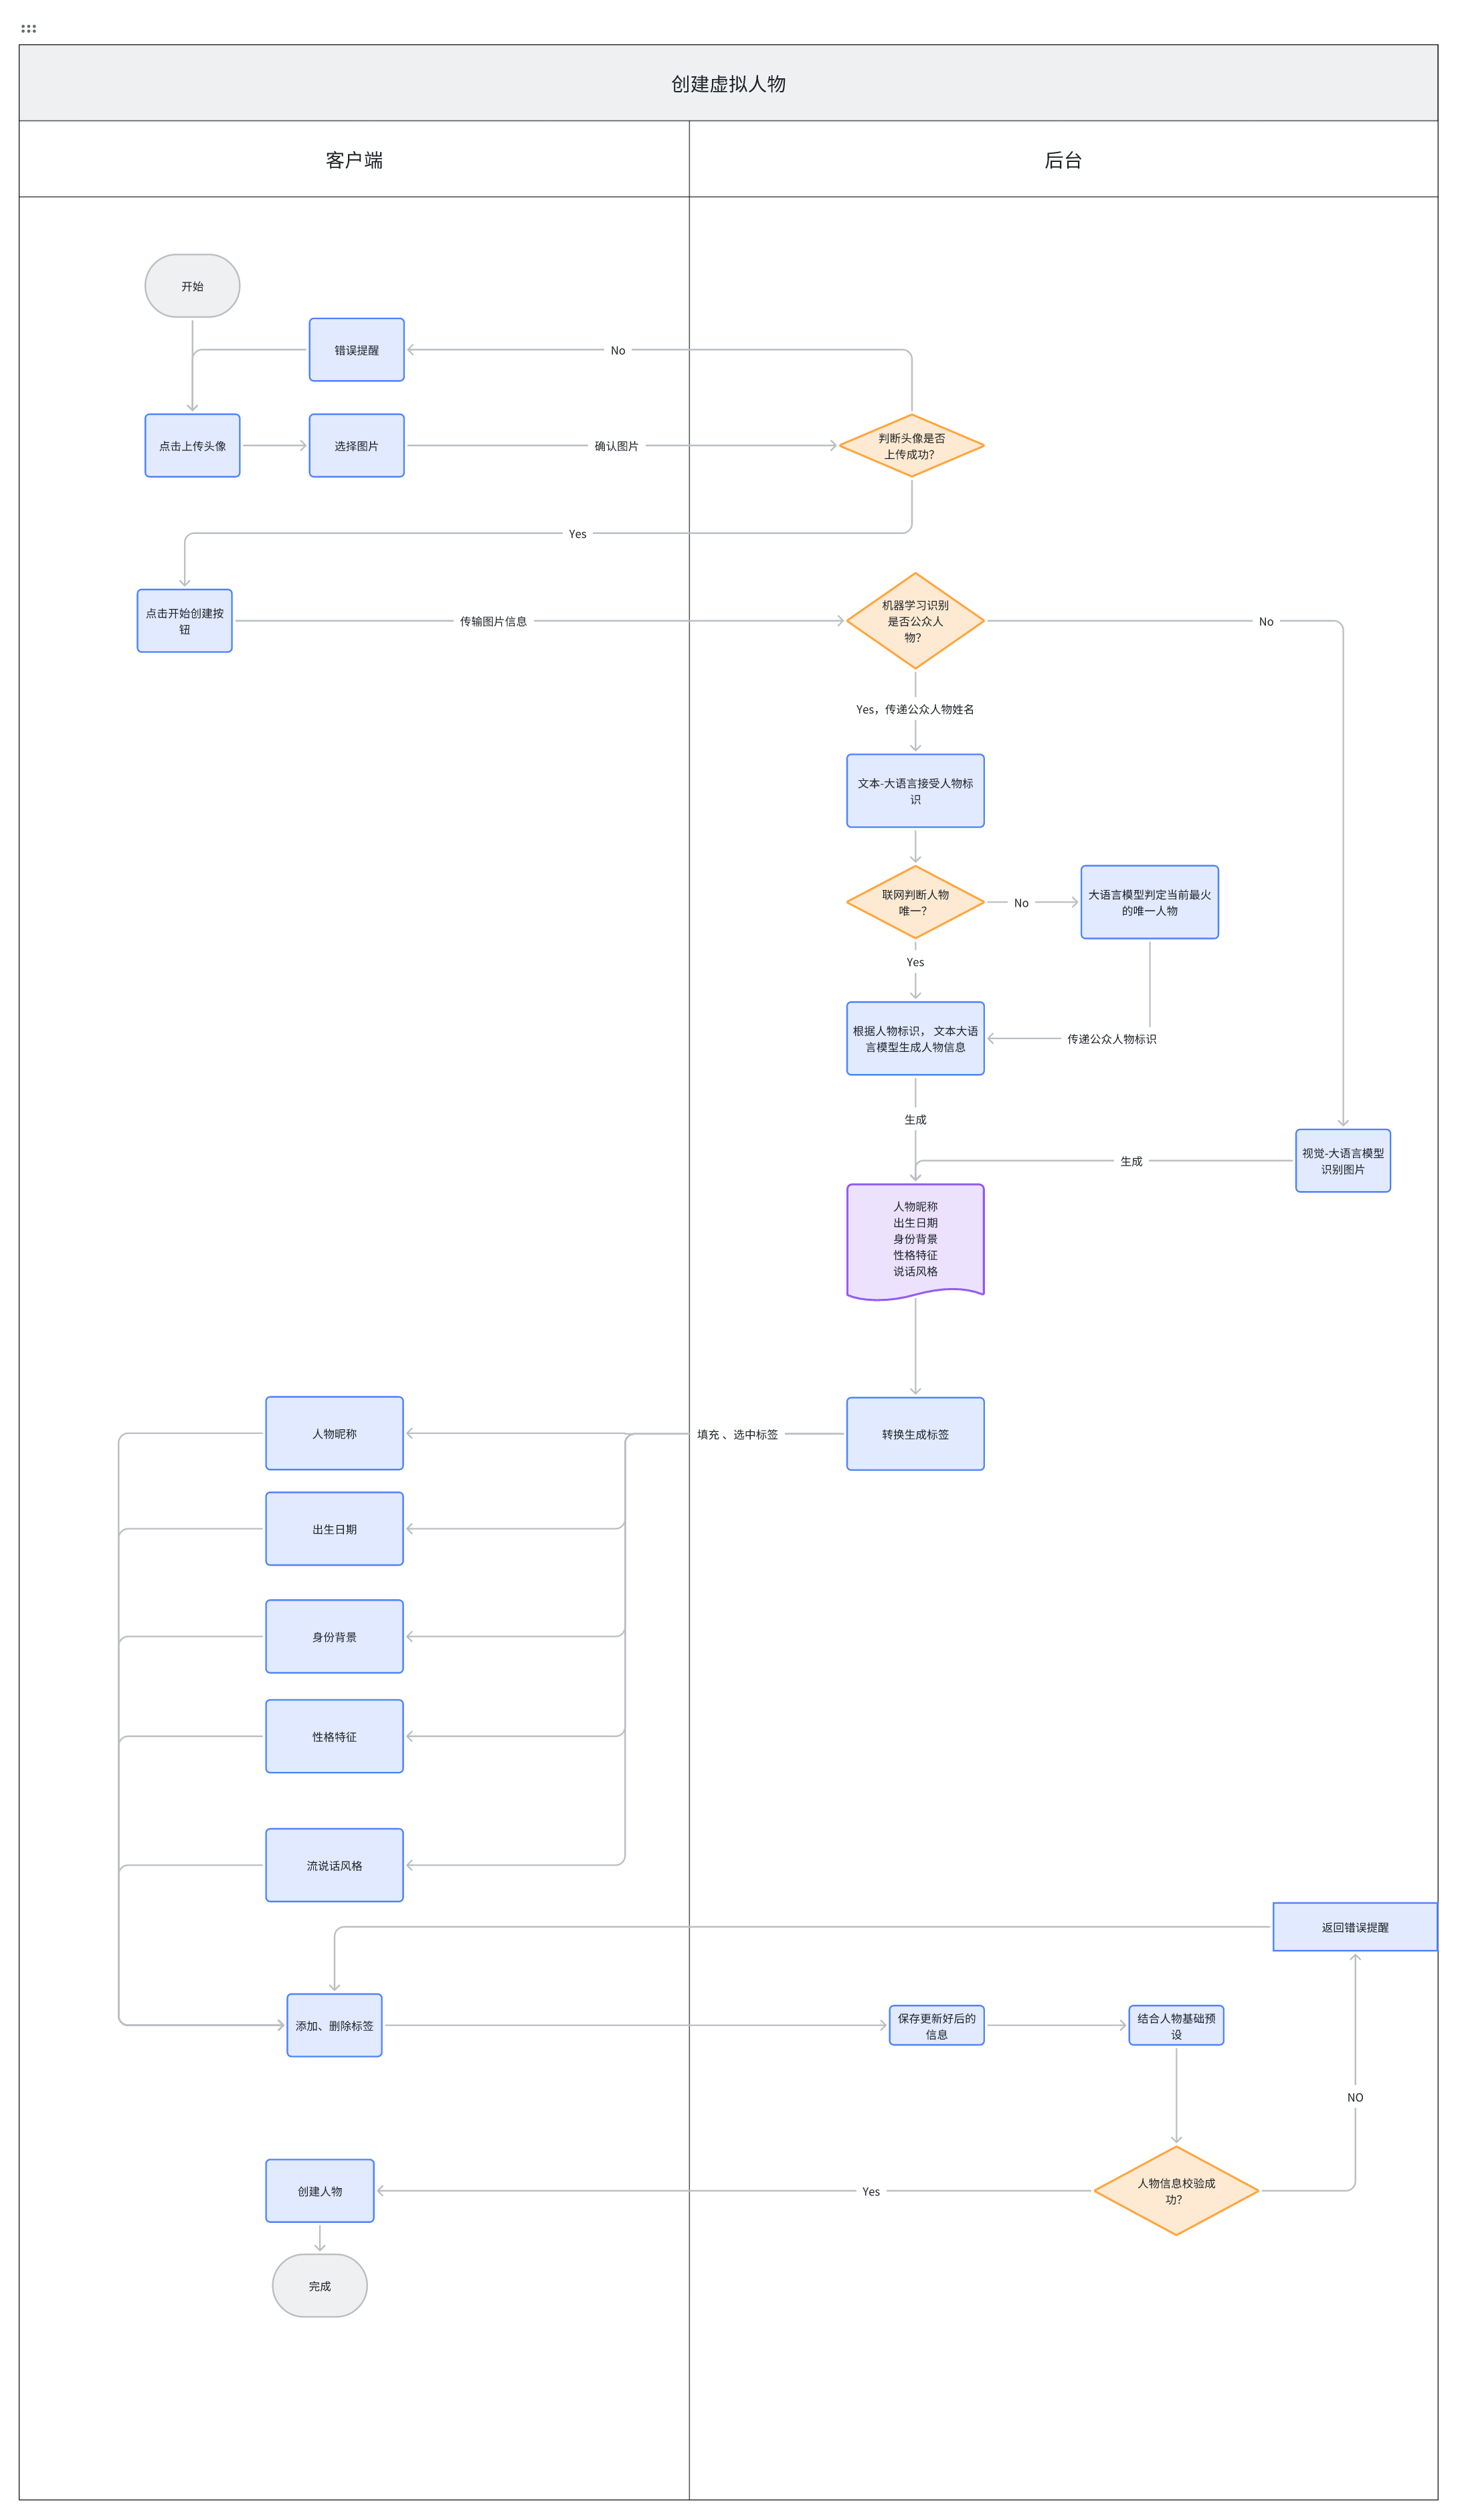 创建虚拟人物
客户端
后台
开始
错误提醒
No
点击上传头像
选择图片
确认图片
判断头像是否
上传成功？
Yes
点击开始创建按
钮
传输图片信息
机器学习识别
是否公众人
物？
No
Yes，传递公众人物姓名
文本-大语言接受人物标
识
联网判断人物
唯一？
No
大语言模型判定当前最火
的唯一人物
Yes
根据人物标识， 文本大语
言模型生成人物信息
传递公众人物标识
生成
生成
视觉-大语言模型
识别图片
人物昵称
出生日期
身份背景
性格特征
说话风格
人物昵称
填充 、选中标签
转换生成标签
出生日期
身份背景
性格特征
流说话风格
返回错误提醒
添加、删除标签
保存更新好后的
信息
结合人物基础预
设
NO
创建人物
Yes
人物信息校验成
功？
完成